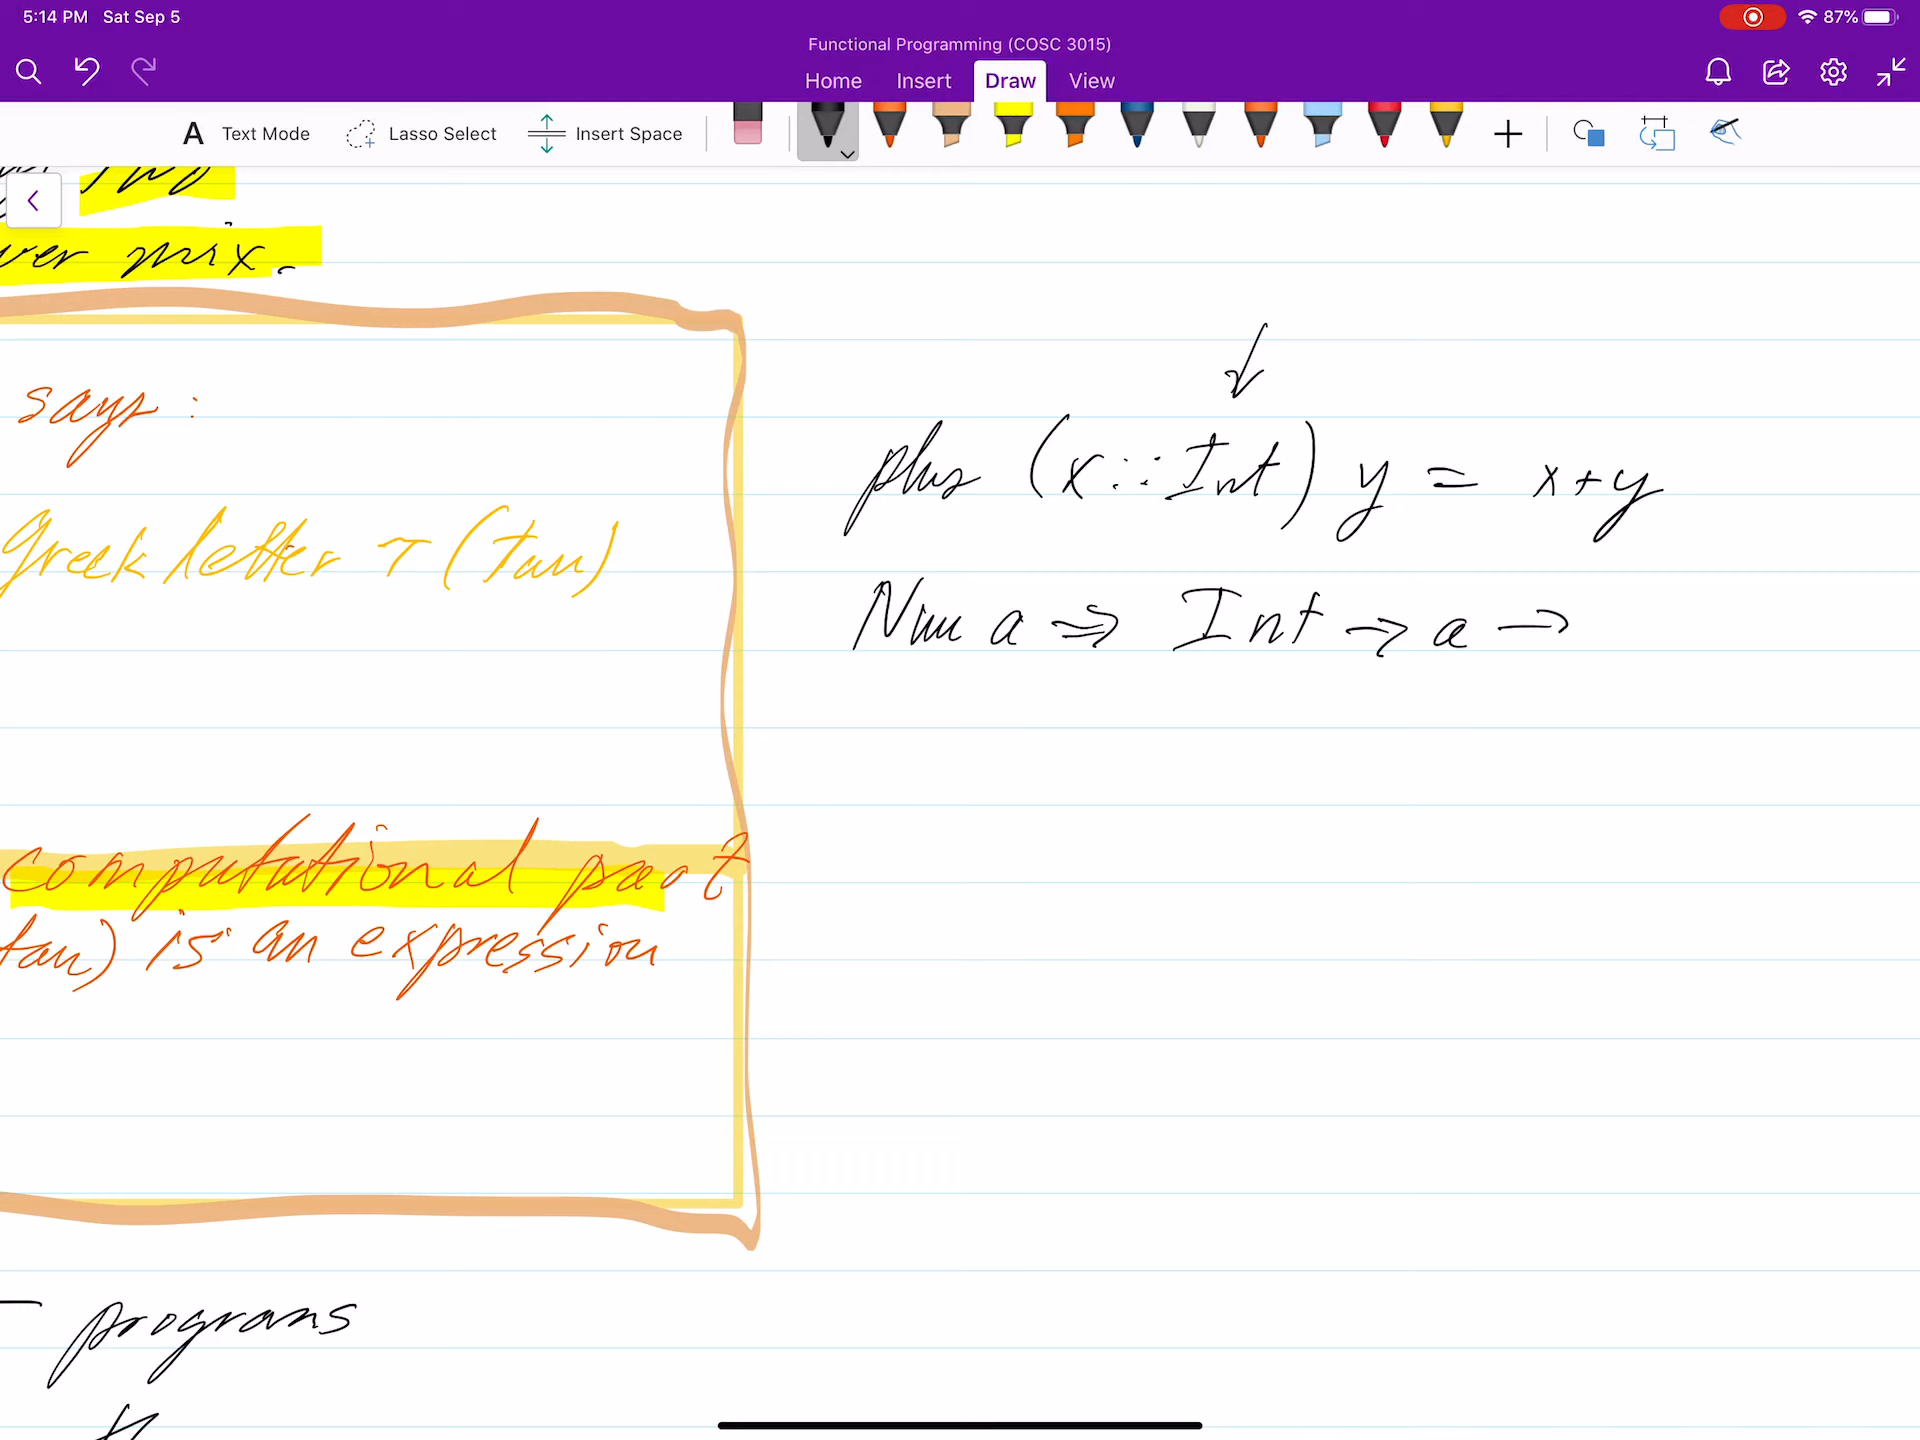 5:14 PM Sat Sep 5
87%
Functional Programming (COSC 3015)
Home Insert Draw View
A Text Mode Lasso Select Insert Space
ver mix.
says:
Greek letter τ (tau)
computational part
tau) is an expression
programs
plus (x :: Int) y = x+y
Num a => Int -> a ->